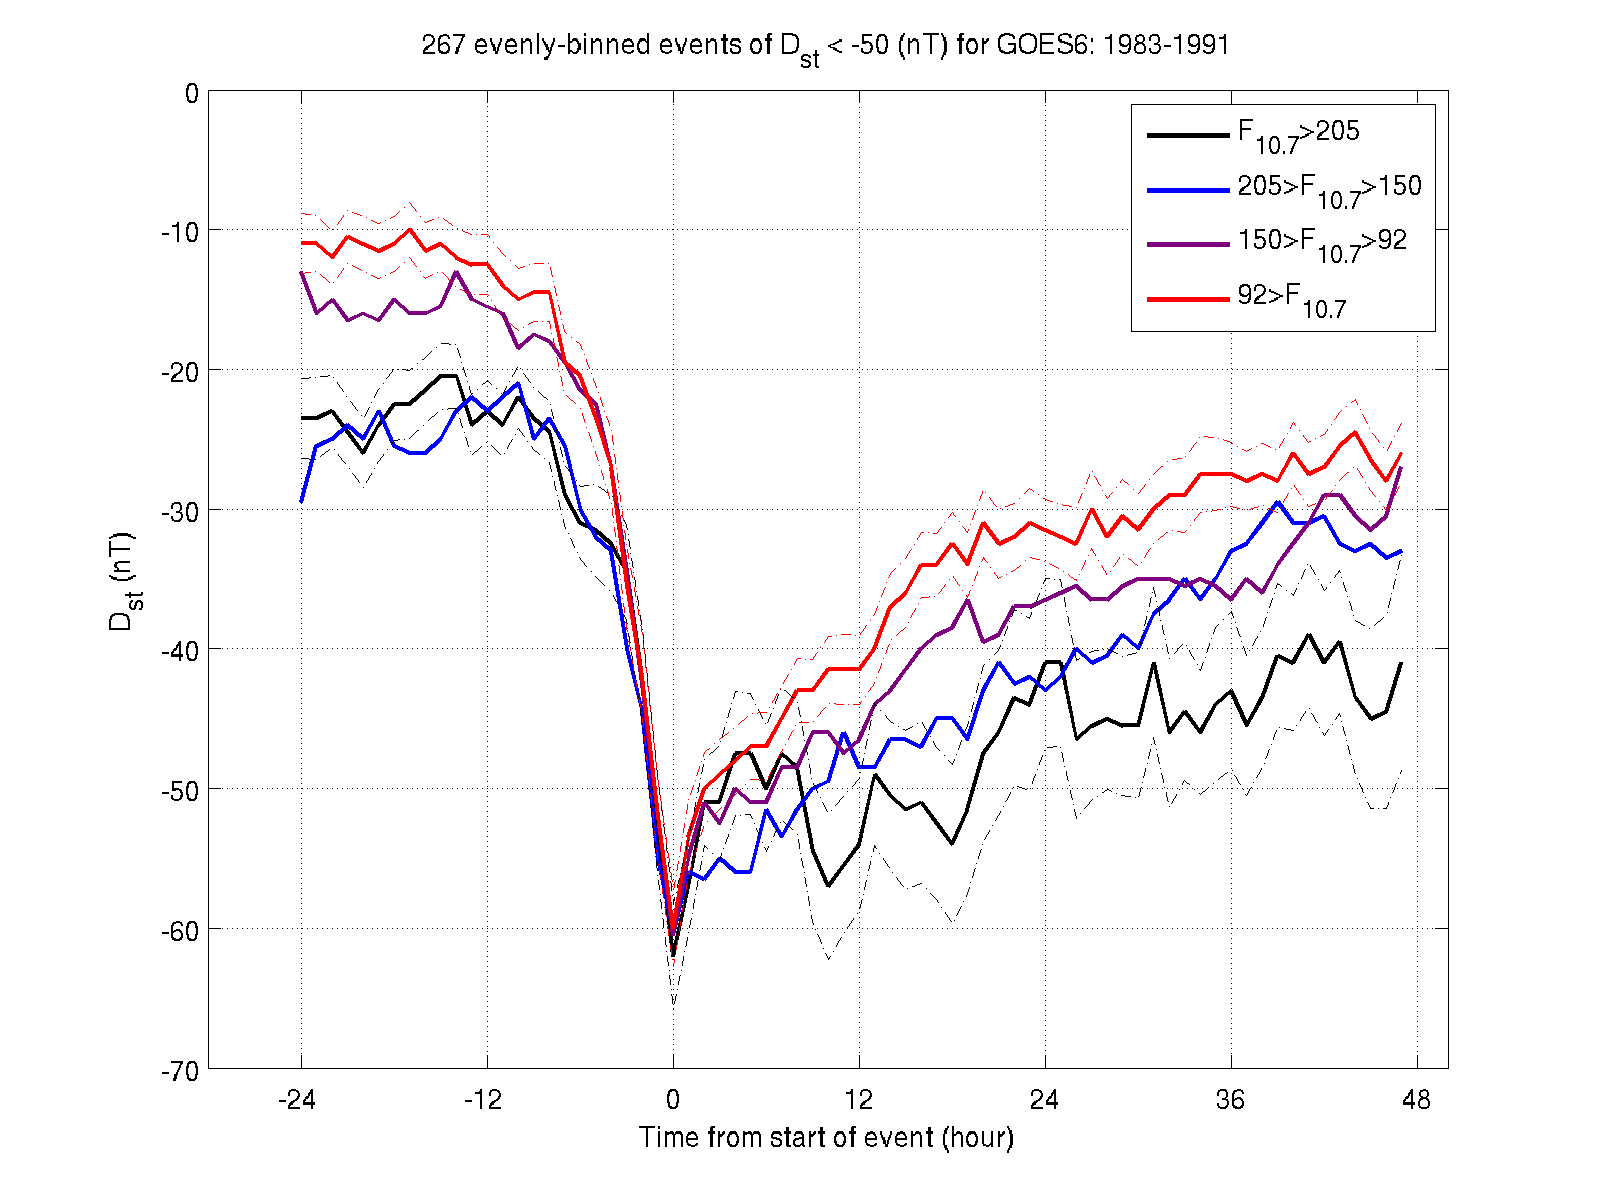 267 evenly-binned events of Dst < -50 (nT) for GOES6: 1983-1991
0
-10
-20
-30
-40
-50
-60
-70
Dst (nT)
F10.7>205
205>F10.7>150
150>F10.7>92
92>F10.7
-24 -12 0 12 24 36 48
Time from start of event (hour)